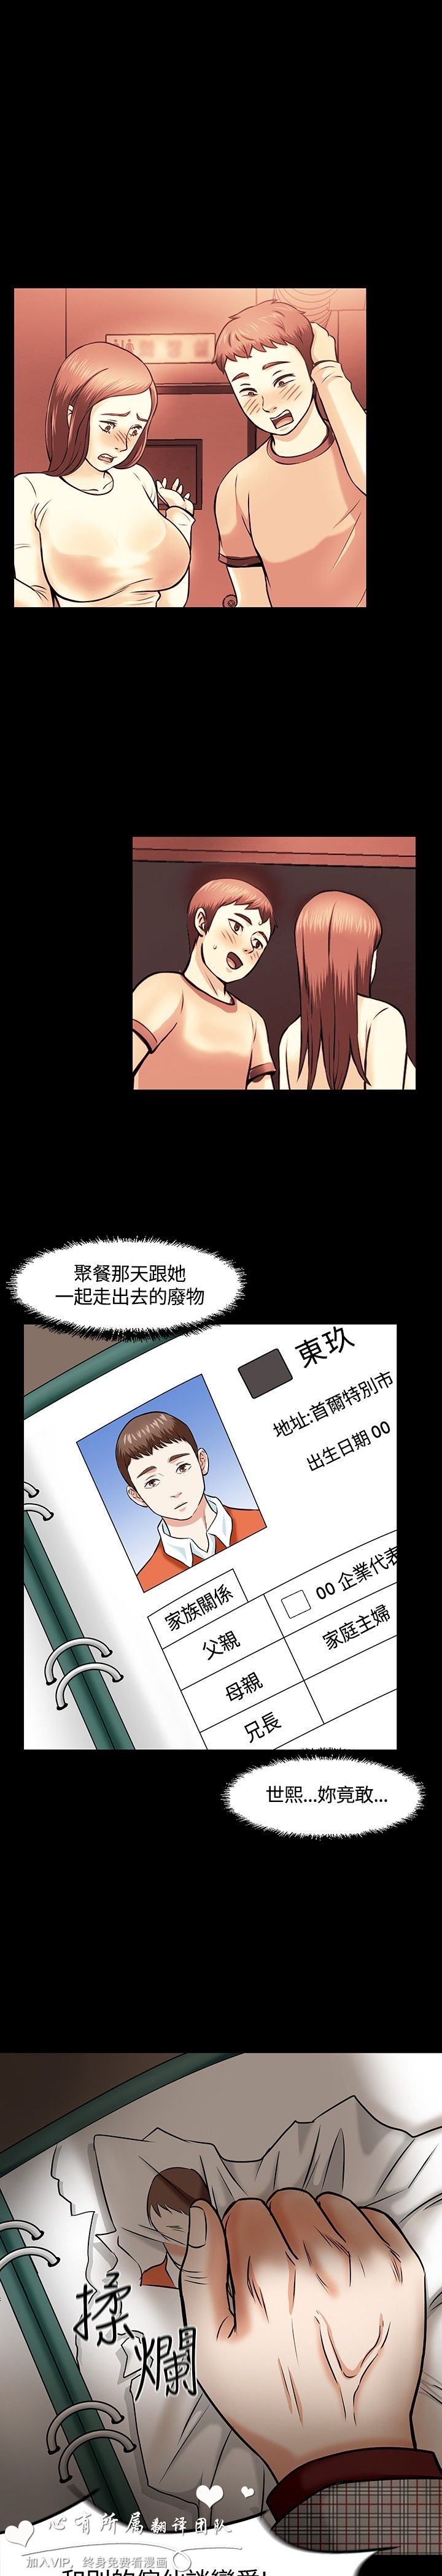 聚餐那天跟她
一起走出去的廢物
東玖
地址:首爾特別市
出生日期 00
家族關係
00 企業代表
父親
家庭主婦
母親
兄長
世熙...妳竟敢...
揉
爛
心有所属翻译团队
加入VIP，终身免费看漫画